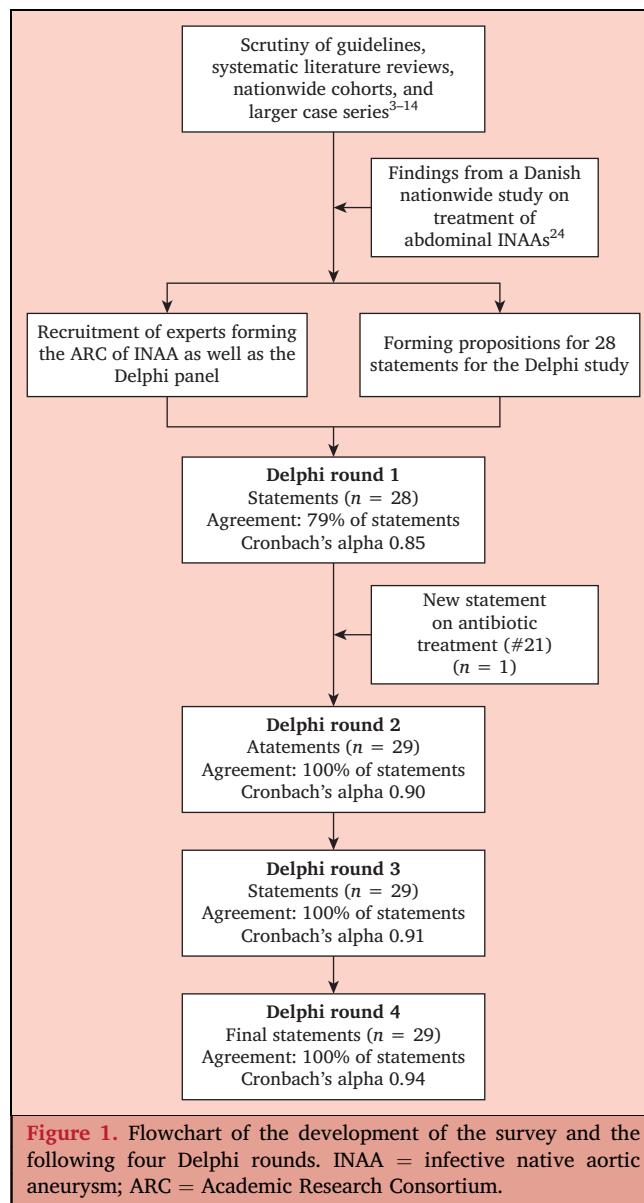 Scrutiny of guidelines,
systematic literature reviews,
nationwide cohorts, and
larger case series3–14
Findings from a Danish
nationwide study on
treatment of
abdominal INAAs24
Recruitment of experts forming
the ARC of INAA as well as the
Delphi panel
Forming propositions for 28
statements for the Delphi study
Delphi round 1
Statements (n = 28)
Agreement: 79% of statements
Cronbach's alpha 0.85
New statement
on antibiotic
treatment (#21)
(n = 1)
Delphi round 2
Atatements (n = 29)
Agreement: 100% of statements
Cronbach's alpha 0.90
Delphi round 3
Statements (n = 29)
Agreement: 100% of statements
Cronbach's alpha 0.91
Delphi round 4
Final statements (n = 29)
Agreement: 100% of statements
Cronbach's alpha 0.94
Figure 1. Flowchart of the development of the survey and the
following four Delphi rounds. INAA = infective native aortic
aneurysm; ARC = Academic Research Consortium.